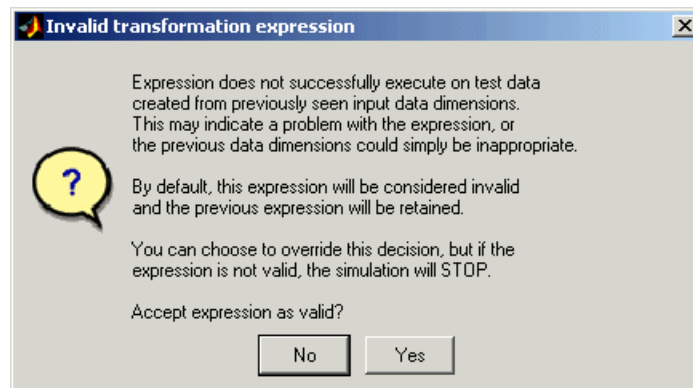 Invalid transformation expression
Expression does not successfully execute on test data
created from previously seen input data dimensions.
This may indicate a problem with the expression, or
the previous data dimensions could simply be inappropriate.
By default, this expression will be considered invalid
and the previous expression will be retained.
You can choose to override this decision, but if the
expression is not valid, the simulation will STOP.
Accept expression as valid?
No
Yes